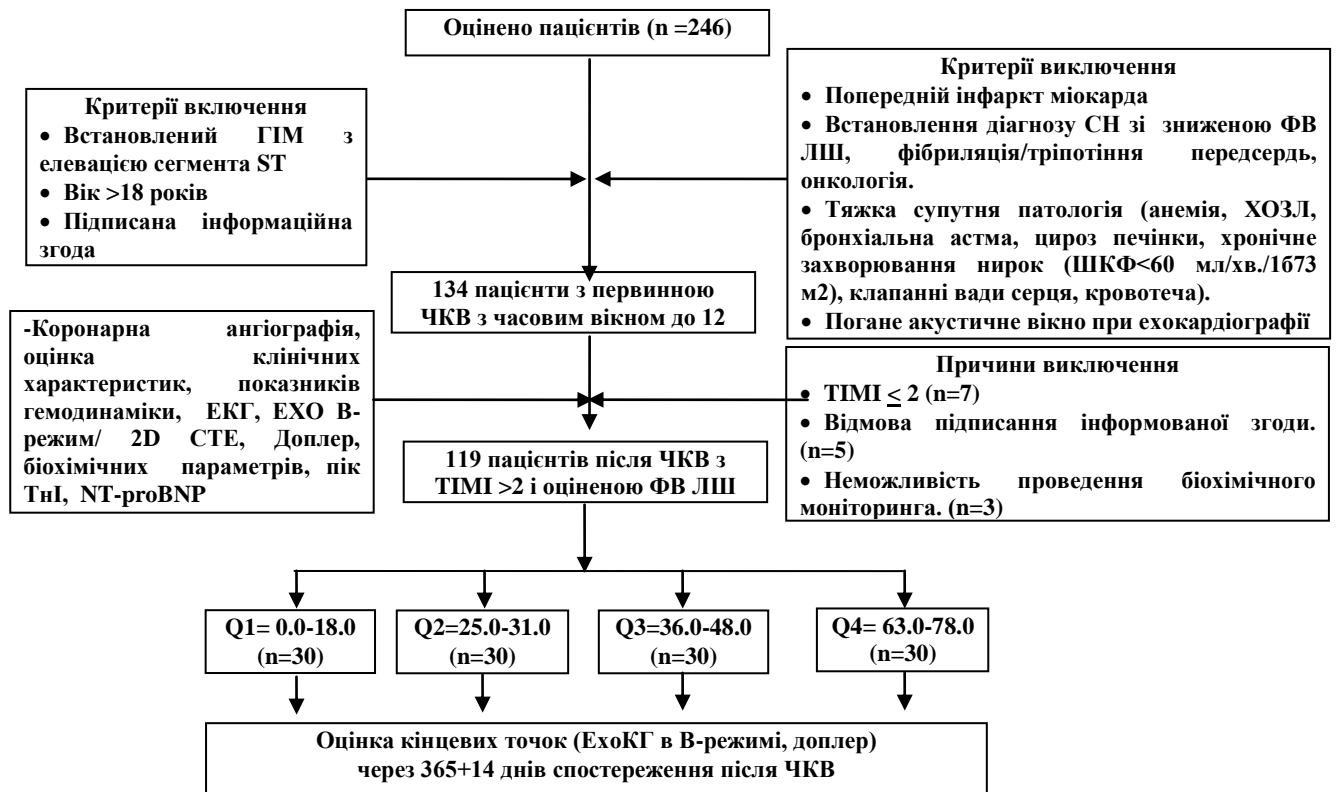 Оцінено пацієнтів (n =246)
Критерії включення
• Встановлений ГІМ з
елевацією сегмента ST
• Вік >18 років
• Підписана інформаційна
згода
Критерії виключення
• Попередній інфаркт міокарда
• Встановлення діагнозу СН зі зниженою ФВ
ЛШ, фібриляція/тріпотіння передсердь,
онкологія.
• Тяжка супутня патологія (анемія, ХОЗЛ,
бронхіальна астма, цироз печінки, хронічне
захворювання нирок (ШКФ<60 мл/хв./1б73
м2), клапанні вади серця, кровотеча).
• Погане акустичне вікно при ехокардіографії
134 пацієнти з первинною
ЧКВ з часовим вікном до 12
-Коронарна ангіографія,
оцінка клінічних
характеристик, показників
гемодинаміки, ЕКГ, ЕХО В-
режим/ 2D СТЕ, Доплер,
біохімічних параметрів, пік
ТнІ, NT-proBNP
Причини виключення
• ТІМІ ≤ 2 (n=7)
• Відмова підписання інформованої згоди.
(n=5)
• Неможливість проведення біохімічного
моніторинга. (n=3)
119 пацієнтів після ЧКВ з
ТІМІ >2 і оціненою ФВ ЛШ
Q1= 0.0-18.0
(n=30)
Q2=25.0-31.0
(n=30)
Q3=36.0-48.0
(n=30)
Q4= 63.0-78.0
(n=30)
Оцінка кінцевих точок (ЕхоКГ в В-режимі, доплер)
через 365+14 днів спостереження після ЧКВ